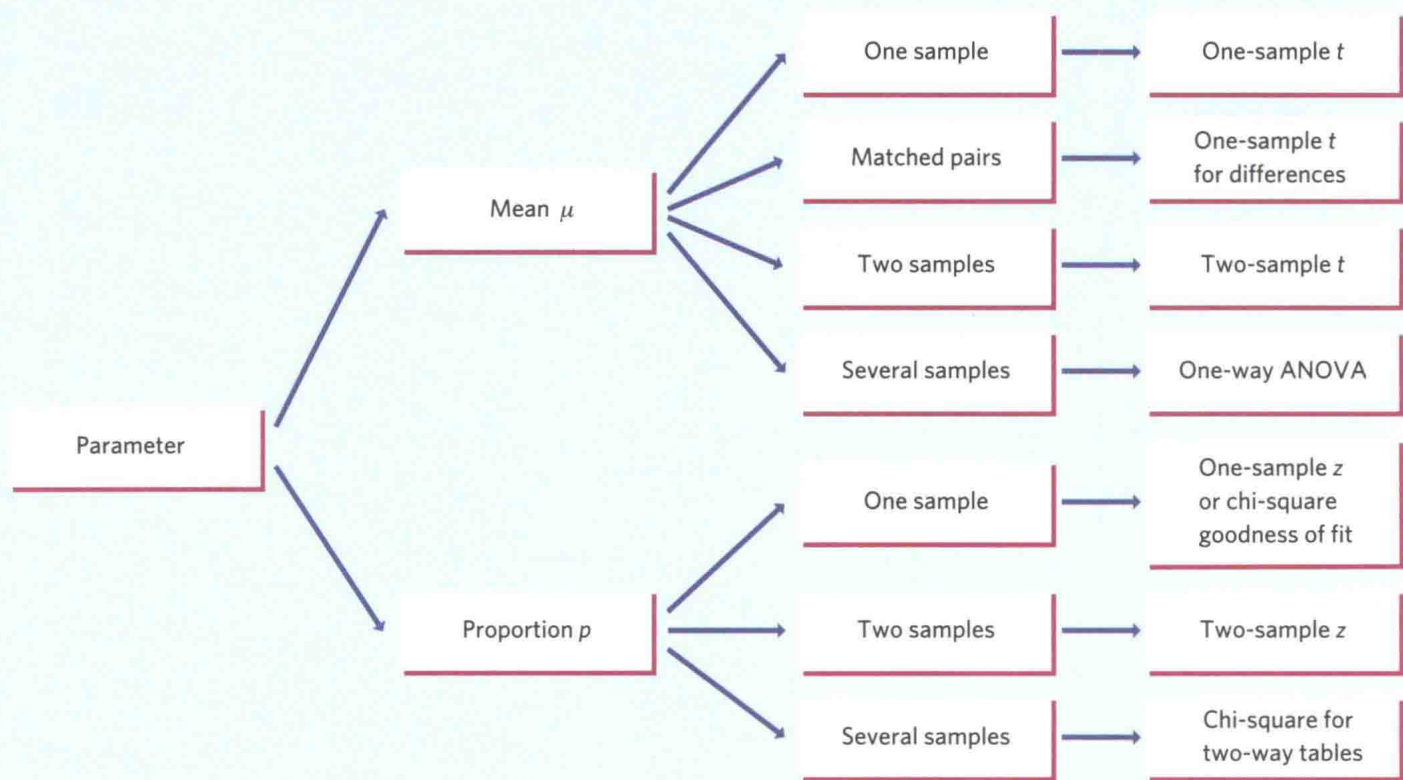 Parameter
Mean μ
One sample
One-sample t
Matched pairs
One-sample t
for differences
Two samples
Two-sample t
Several samples
One-way ANOVA
Proportion p
One sample
One-sample z
or chi-square
goodness of fit
Two samples
Two-sample z
Several samples
Chi-square for
two-way tables